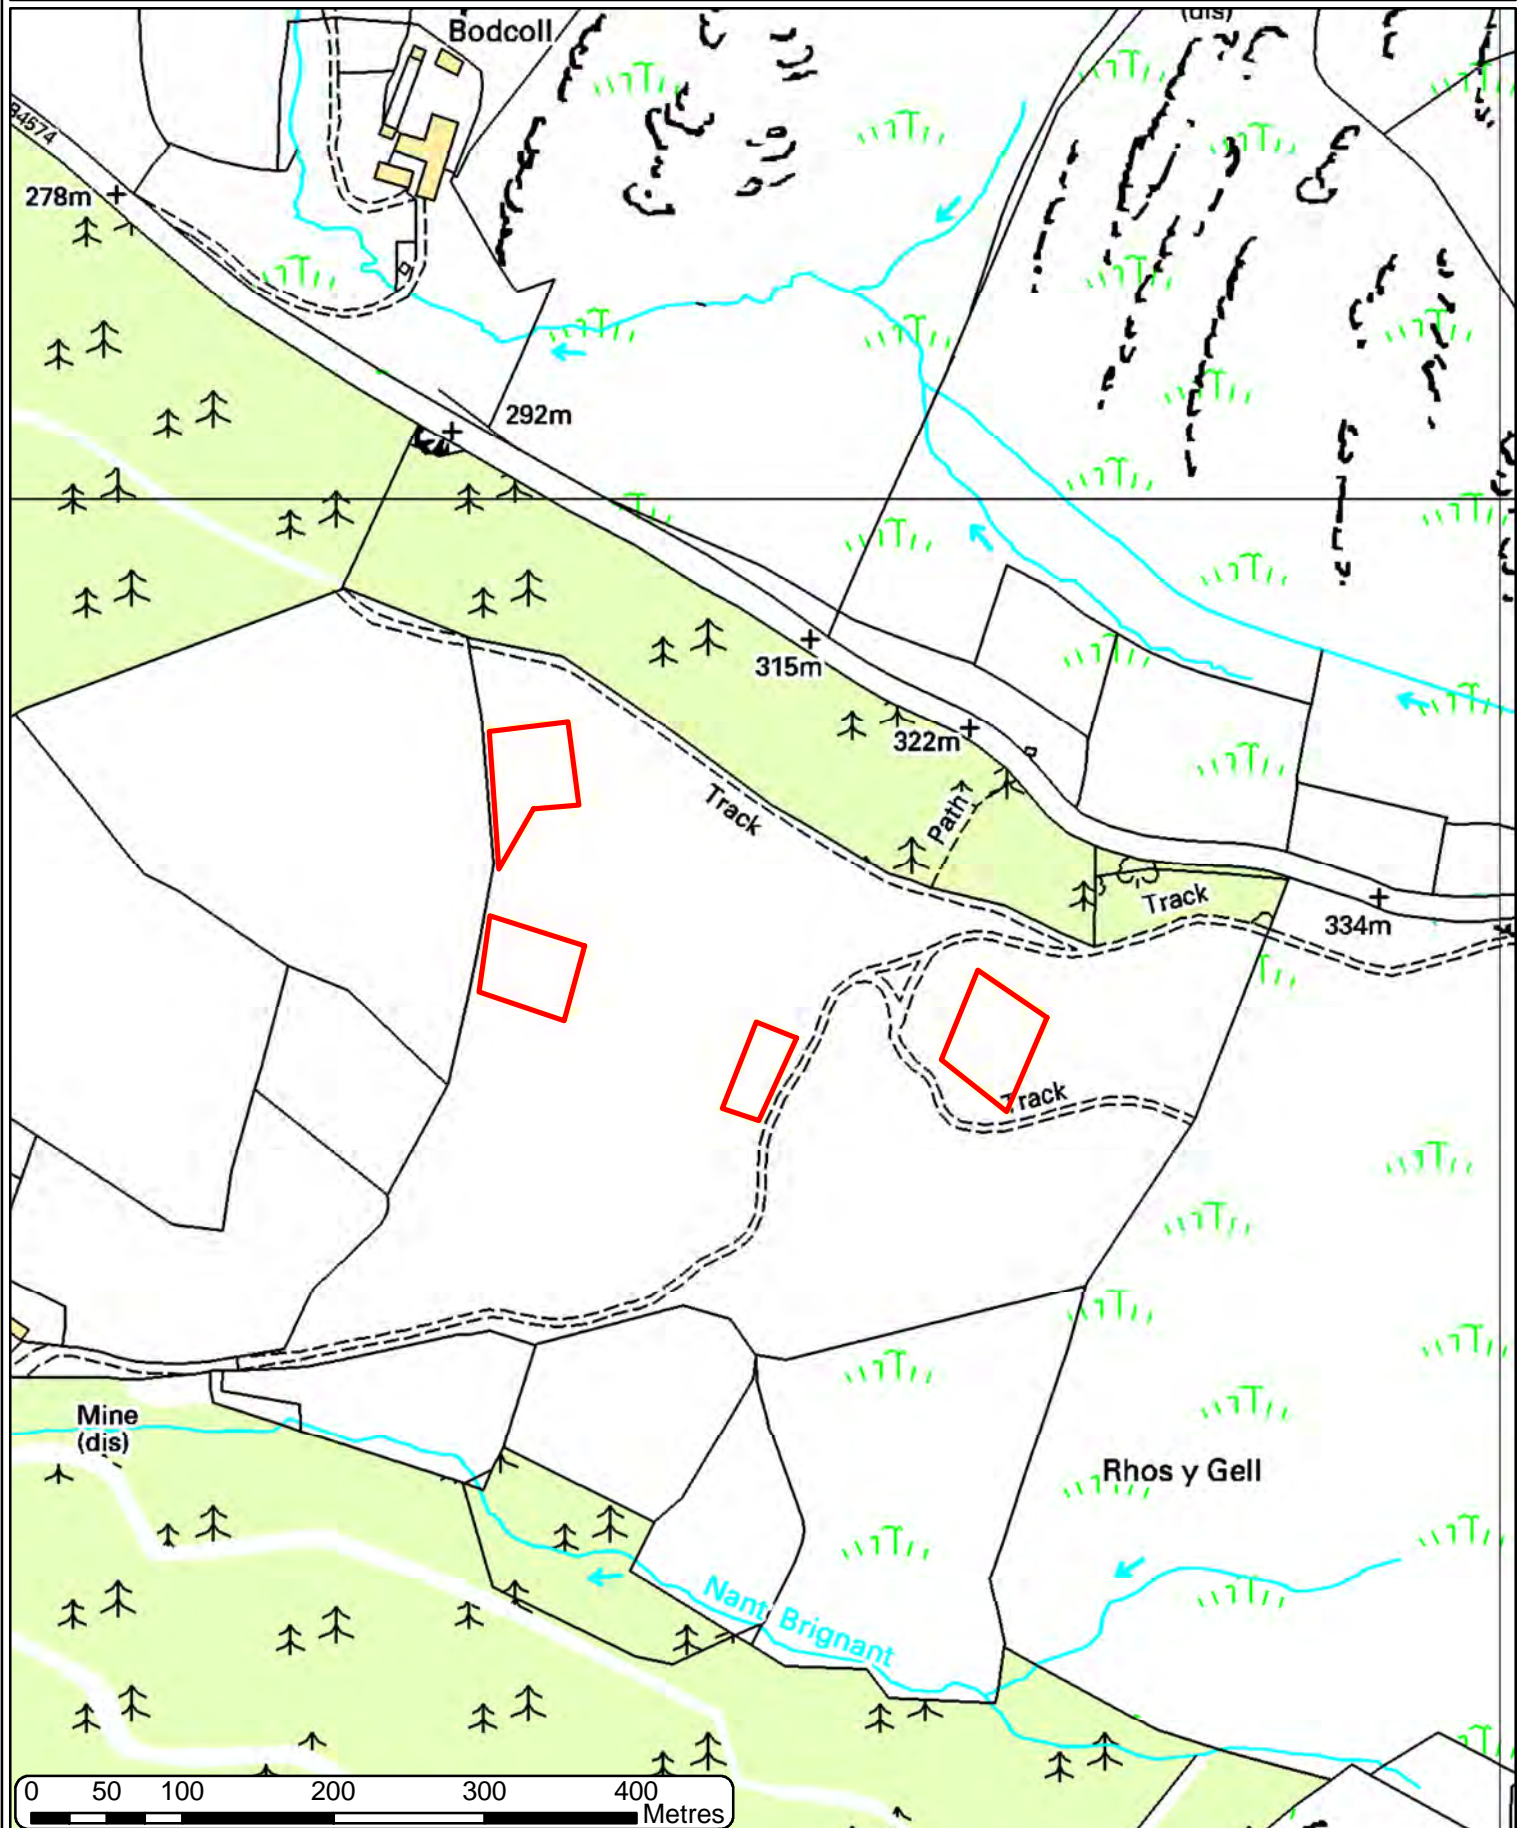 Bodcoll
(dis)
B4574
278m
292m
315m
322m
Path
Track
Track
334m
Track
Mine
(dis)
Rhos y Gell
Nant Brignant
0 50 100 200 300 400
Metres